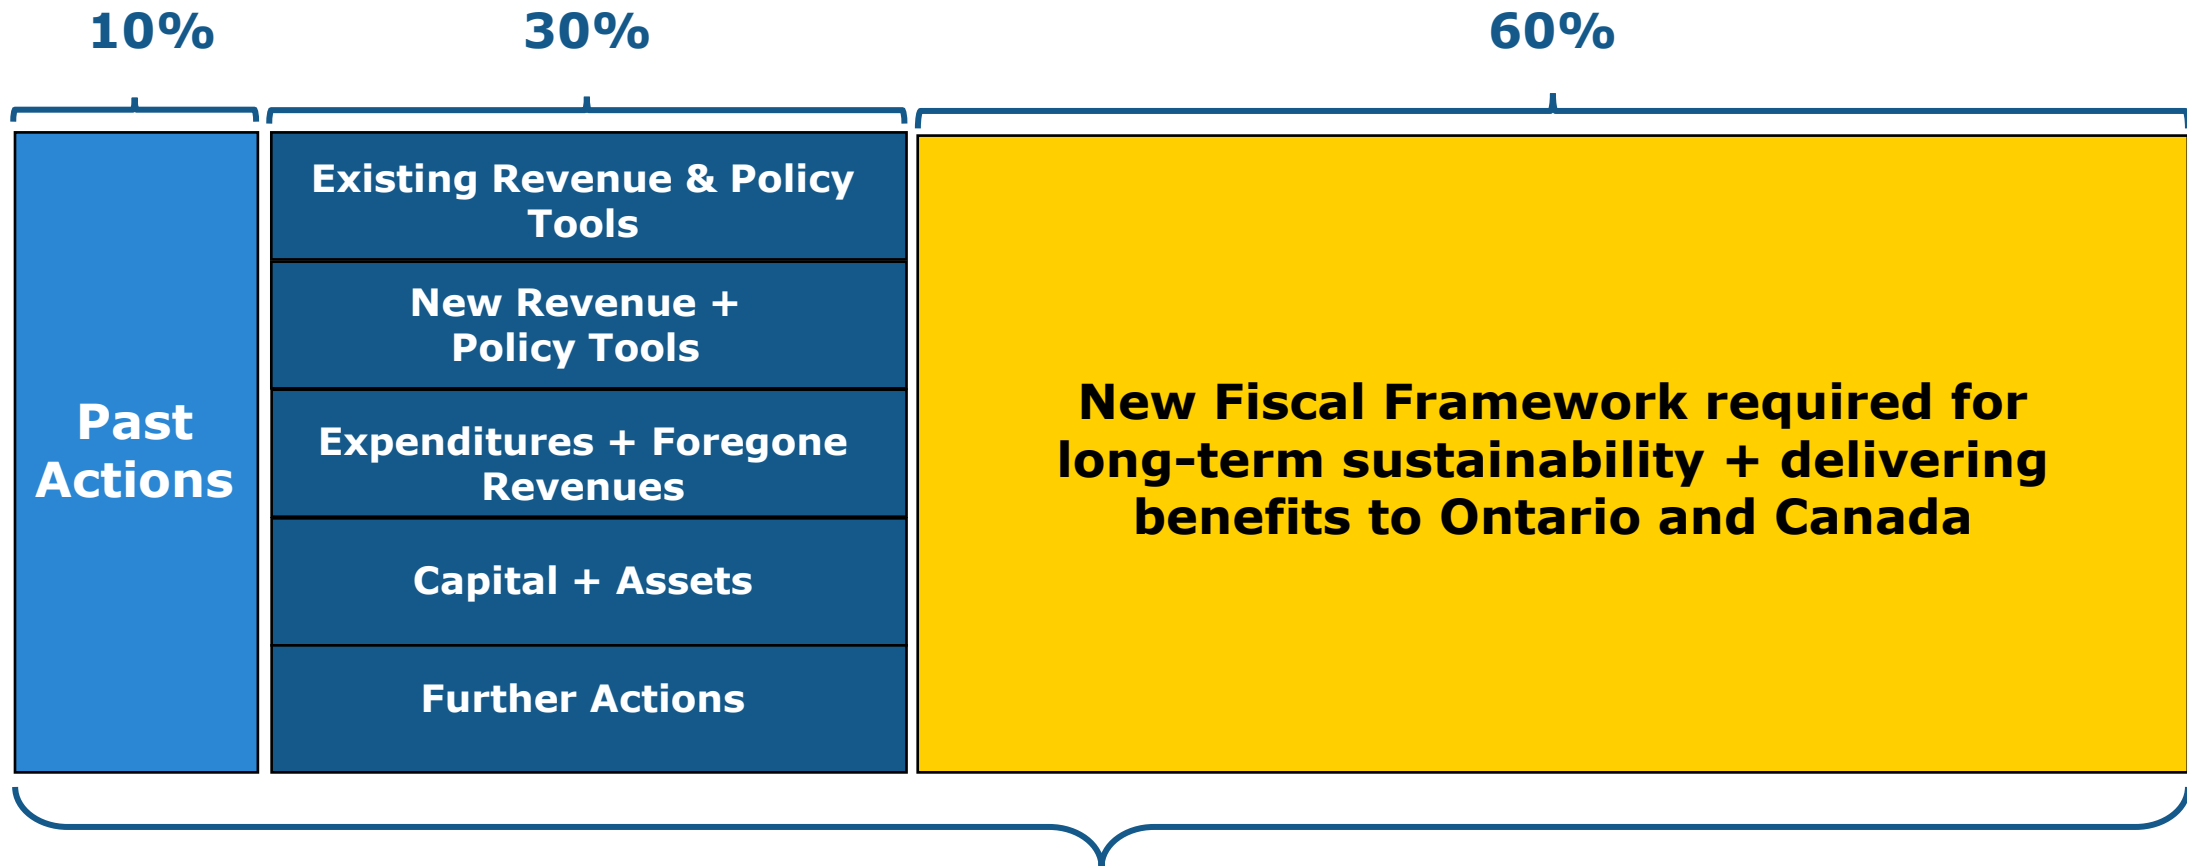 10%
30%
60%
Past
Actions
Existing Revenue & Policy
Tools
New Revenue +
Policy Tools
Expenditures + Foregone
Revenues
Capital + Assets
Further Actions
New Fiscal Framework required for
long-term sustainability + delivering
benefits to Ontario and Canada